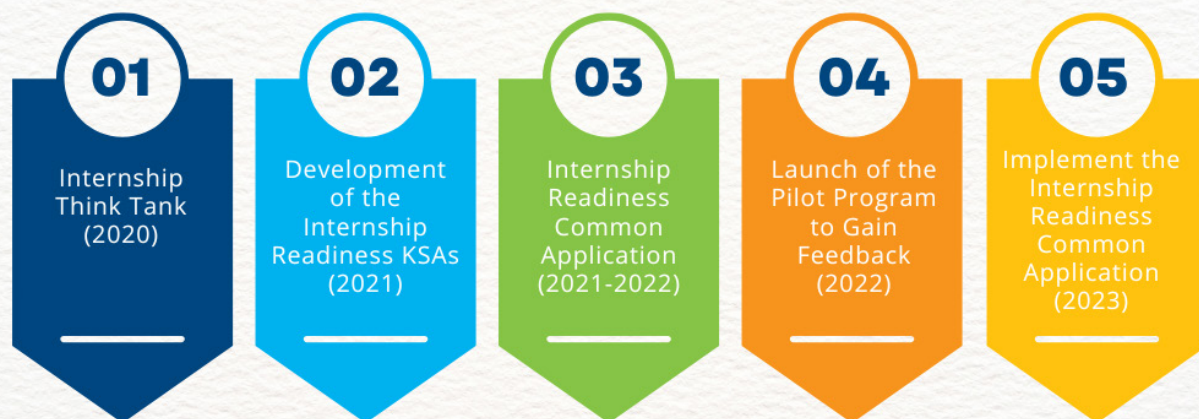 01
Internship
Think Tank
(2020)
02
Development
of the
Internship
Readiness KSAs
(2021)
03
Internship
Readiness
Common
Application
(2021-2022)
04
Launch of the
Pilot Program
to Gain
Feedback
(2022)
05
Implement the
Internship
Readiness
Common
Application
(2023)